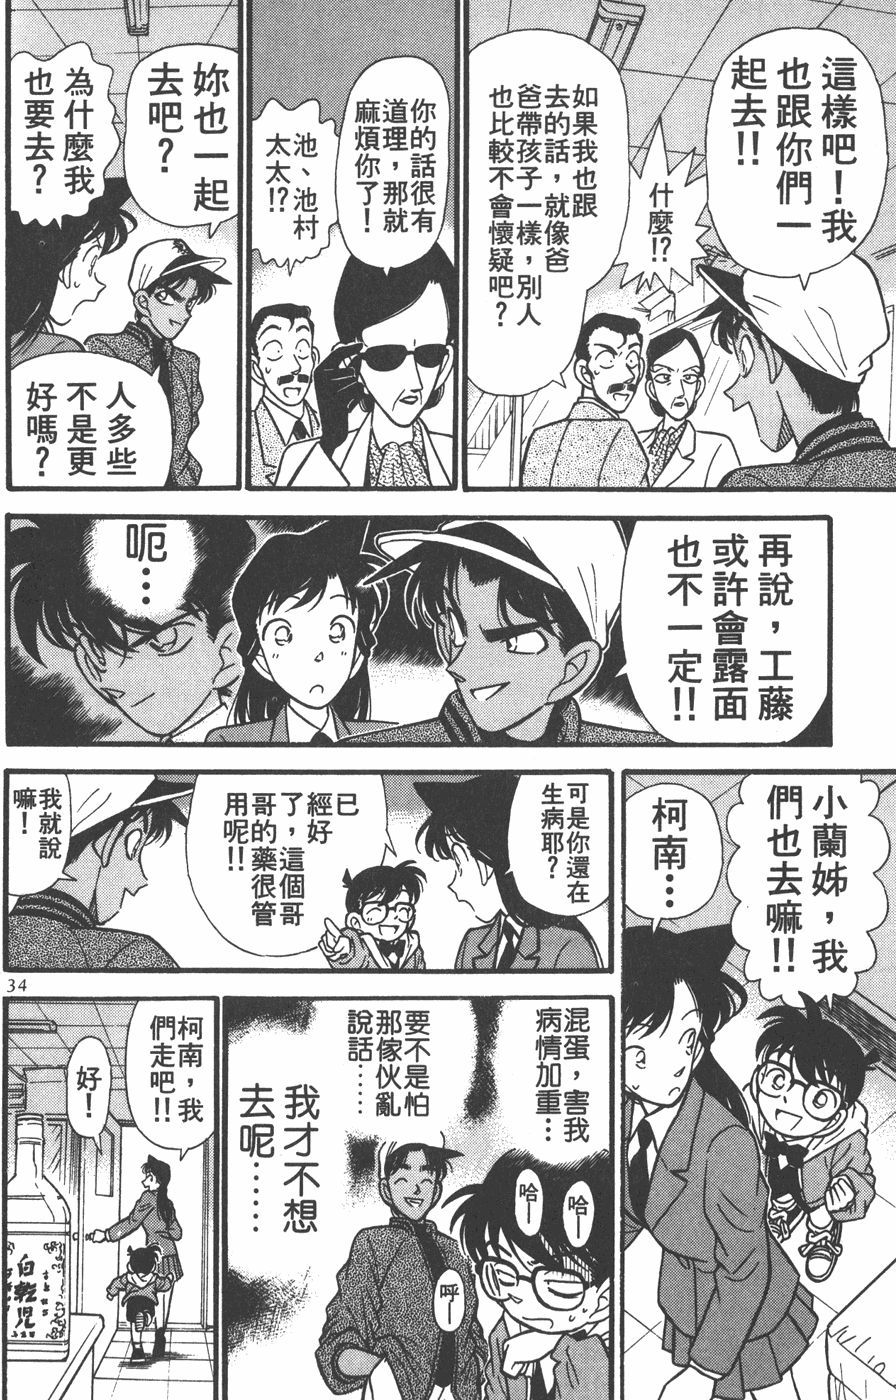 這樣吧！我
也跟你們一
起去!!
什麼!?
如果我也跟
去的話，就像爸
爸帶孩子一樣，別人
也比較不會懷疑吧？
你的話很有
道理，那就
麻煩你了！
池、池村
太太!?
妳也一起
去吧？
為什麼我
也要去？
人多些
不是更
好嗎？
再說，工藤
或許會露面
也不一定!!
呃…
小蘭姊，我
們也去嘛!!
柯南…
可是你還在
生病耶？
已
經好
了，這個哥
哥的藥很管
用呢!!
我就說
嘛！
34
混蛋，害我
病情加重…
要不是怕
那傢伙亂
說話……
我才不想
去呢……
哈—
哈—
呼—
柯南，我
們走吧!!
好！
白乾児